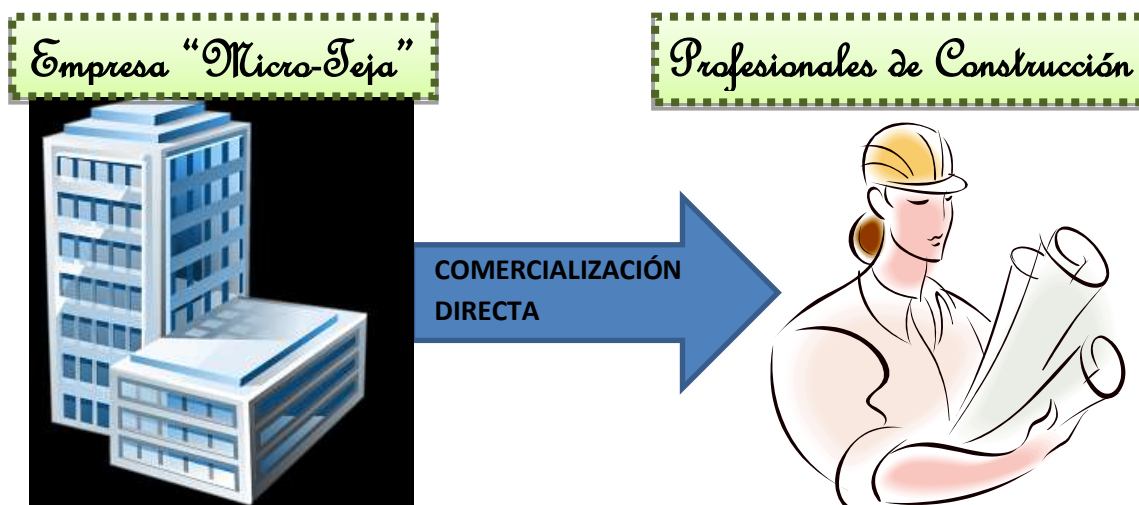 Empresa “Micro-Teja”
Profesionales de Construcción
COMERCIALIZACIÓN
DIRECTA